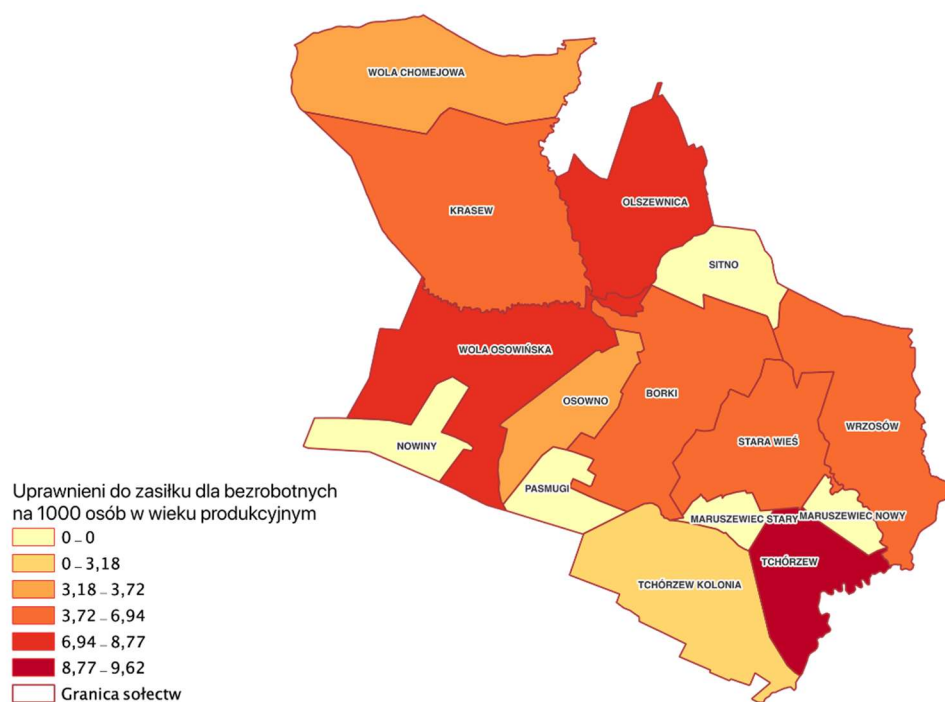 WOLA CHOMEJOWA
KRASEW
OLSZEWNICA
SITNO
WOLA OSOWIŃSKA
OSOWNO
BORKI
NOWINY
STARA WIEŚ
WRZOSÓW
PASMUGI
MARUSZEWIEC STARY
MARUSZEWIEC NOWY
TCHÓRZEW
TCHÓRZEW KOLONIA
Uprawnieni do zasiłku dla bezrobotnych
na 1000 osób w wieku produkcyjnym
0 – 0
0 – 3,18
3,18 – 3,72
3,72 – 6,94
6,94 – 8,77
8,77 – 9,62
Granica sołectw